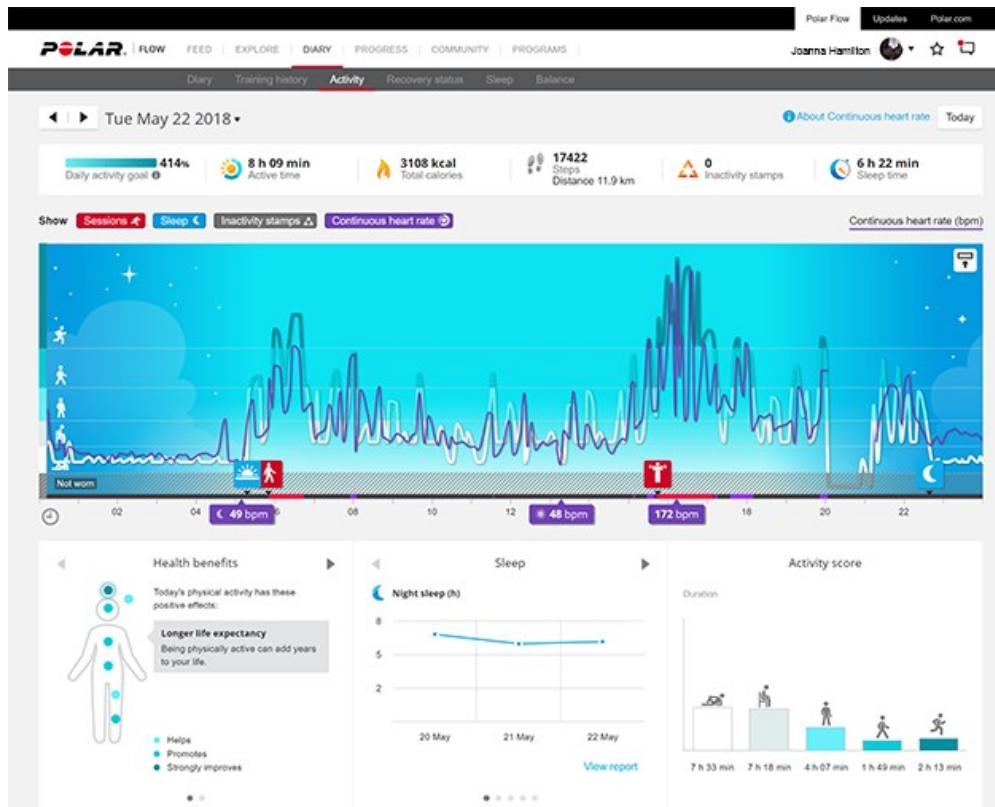 Polar Flow Updates Polar.com
POLAR. FLOW FEED EXPLORE DIARY PROGRESS COMMUNITY PROGRAMS Joanna Hamilton
Diary Training history Activity Recovery status Sleep Balance
Tue May 22 2018 About Continuous heart rate Today
414% 8 h 09 min 3108 kcal 17422 0 6 h 22 min
Daily activity goal Active time Total calories Steps Inactivity stamps Sleep time
Distance 11.9 km
Show Sessions Sleep Inactivity stamps Continuous heart rate Continuous heart rate (bpm)
Not worn
02 04 6 08 10 12 18 20 22
49 bpm 48 bpm 172 bpm
Health benefits
Today's physical activity has these
positive effects:
Longer life expectancy
Being physically active can add years
to your life.
Helps
Promotes
Strongly improves
Sleep
Night sleep (h)
8
5
2
20 May 21 May 22 May
View report
Activity score
Duration
7 h 33 min 7 h 18 min 4 h 07 min 1 h 49 min 2 h 13 min